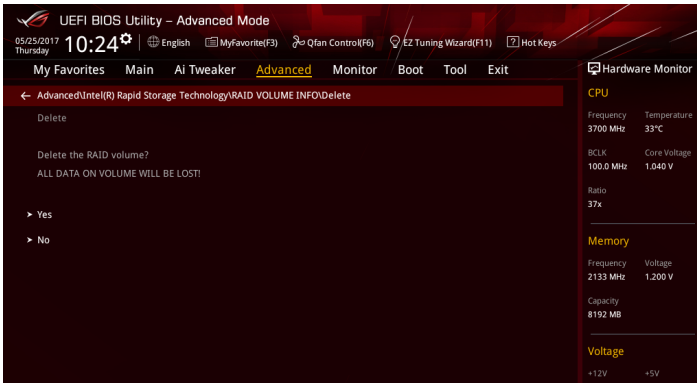 UEFI BIOS Utility – Advanced Mode
05/25/2017
Thursday
10:24
English
MyFavorite(F3)
Qfan Control(F6)
EZ Tuning Wizard(F11)
? Hot Keys
My Favorites
Main
Ai Tweaker
Advanced
Monitor
Boot
Tool
Exit
Hardware Monitor
← Advanced\Intel(R) Rapid Storage Technology\RAID VOLUME INFO\Delete
Delete
Delete the RAID volume?
ALL DATA ON VOLUME WILL BE LOST!
> Yes
> No
CPU
Frequency Temperature
3700 MHz 33°C
BCLK Core Voltage
100.0 MHz 1.040 V
Ratio
37x
Memory
Frequency Voltage
2133 MHz 1.200 V
Capacity
8192 MB
Voltage
+12V +5V